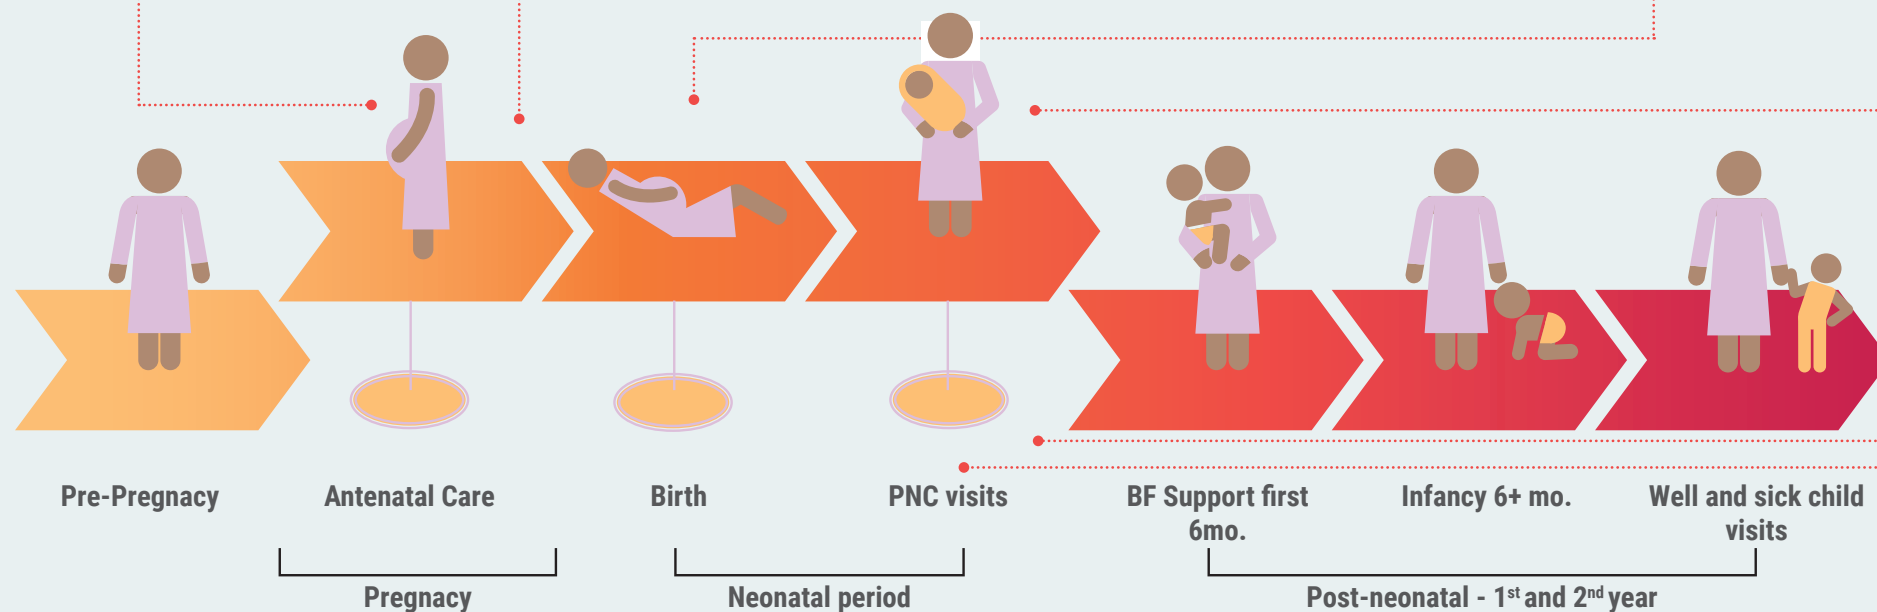 Pre-Pregnacy
Antenatal Care
Birth
PNC visits
BF Support first
6mo.
Infancy 6+ mo.
Well and sick child
visits
Pregnacy
Neonatal period
Post-neonatal - 1st and 2nd year